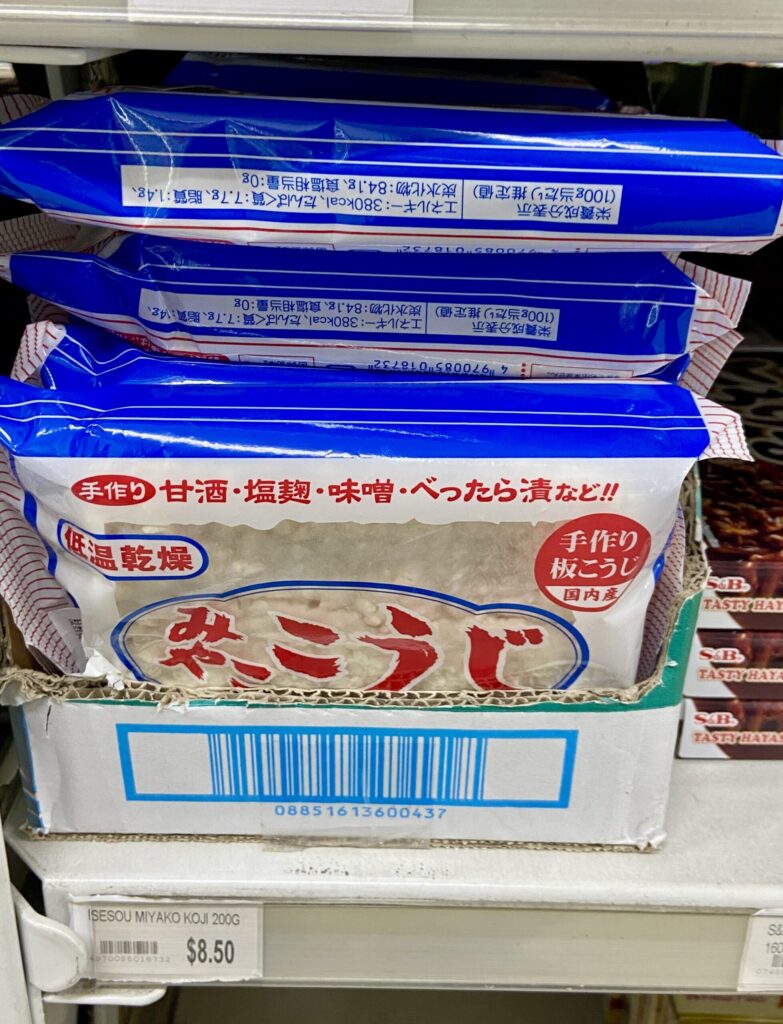 栄養成分表示
(100g当たり推定値)
エネルギー:380kcal、たんぱく質:7.7g、脂質:1.4g、
炭水化物:84.1g、食塩相当量:0g
栄養成分表示
(100g当たり推定値)
エネルギー:380kcal、たんぱく質:7.7g、脂質:1.4g、
炭水化物:84.1g、食塩相当量:0g
4 970085 018732
手作り 甘酒・塩麹・味噌・べったら漬など!!
低温乾燥
手作り
板こうじ
国内産
みやここうじ
S&B
TASTY HAYA
S&B
TASTY HAYA
S&B
TASTY HAYAS
08851613600437
ISESOU MIYAKO KOJI 200G
4970085018732
$8.50
S&
160